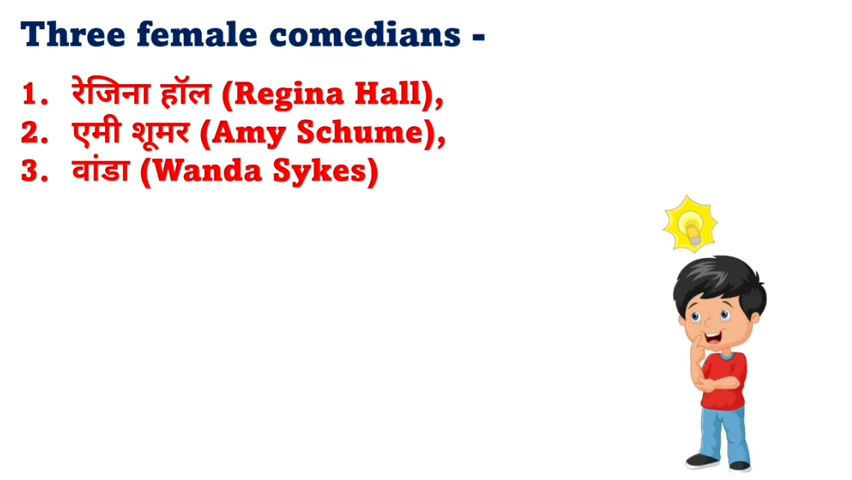 Three female comedians -
1. रेजिना हॉल (Regina Hall),
2. एमी शूमर (Amy Schume),
3. वांडा (Wanda Sykes)